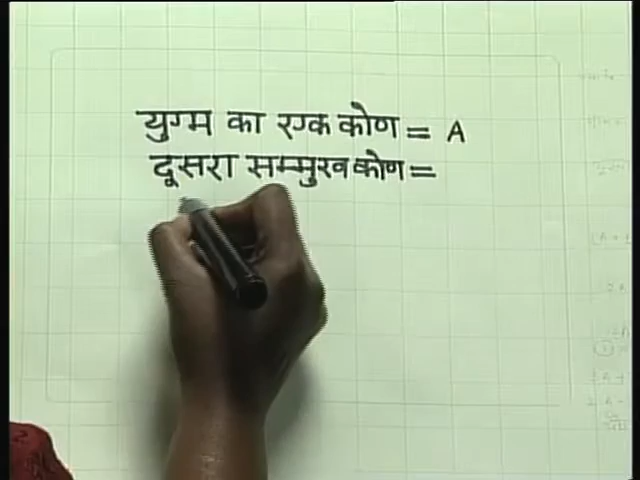 युग्म का एक कोण = A
दूसरा सम्मुख कोण =